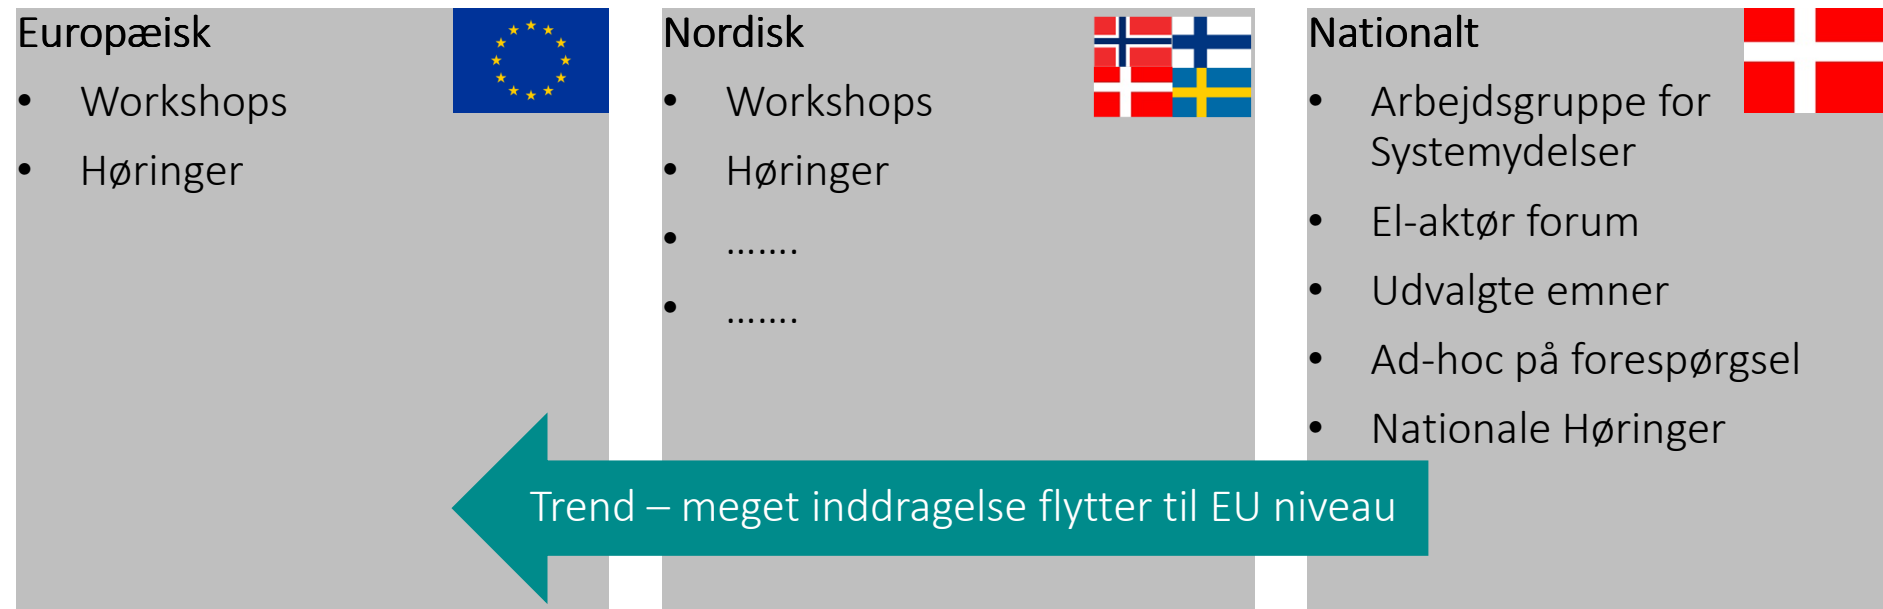 Europæisk
• Workshops
• Høringer
Nordisk
• Workshops
• Høringer
• .......
• .......
Nationalt
• Arbejdsgruppe for
Systemydelser
• El-aktør forum
• Udvalgte emner
• Ad-hoc på forespørgsel
• Nationale Høringer
Trend – meget inddragelse flytter til EU niveau